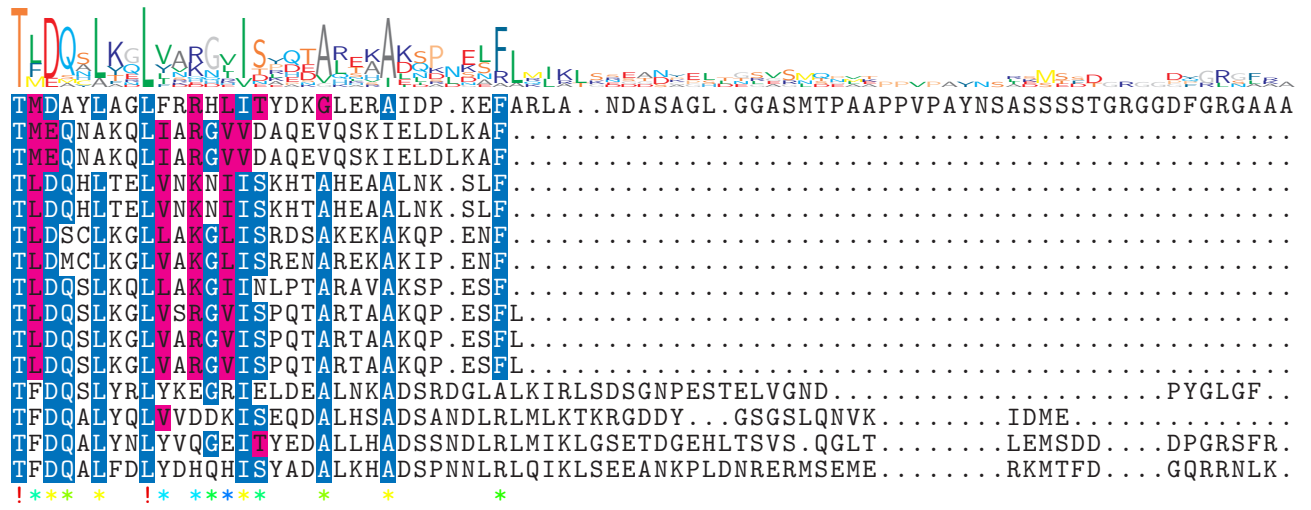 TMDAYLAGLFRRHLITYDKGLERAIDP.KEFARLA..NDASAGL.GGASMTPAAPPVPAYNSASSSSTGRGGDFGRGAAA
TMEQNAKQLIARGVVDAQEVQSKIELDLKAF.................................................
TMEQNAKQLIARGVVDAQEVQSKIELDLKAF.................................................
TLDQHLTELVNKNIISKHTAHEAALNK.SLF.................................................
TLDQHLTELVNKNIISKHTAHEAALNK.SLF.................................................
TLDSCLKGLLAKGLISRDSAKEKAKQP.ENF.................................................
TLDMCLKGLVAKGLISRENAREKAKIP.ENF.................................................
TLDQSLKQLLAKGIINLPTARAVAKSP.ESF.................................................
TLDQSLKGLVSRGVISPQTARTAAKQP.ESFL................................................
TLDQSLKGLVARGVISPQTARTAAKQP.ESFL................................................
TLDQSLKGLVARGVISPQTARTAAKQP.ESFL................................................
TFDQSLYRLYKEGRIELDEALNKADSRDGLALKIRLSDSGNPESTELVGND.....................PYGLGF..
TFDQALYQLVVDDKISEQDALHSADSANDLRLMLKTKRGDDY...GSGSLQNVK........IDME..............
TFDQALYNLYVQGEITYEDALLHADSSNDLRLMIKLGSETDGEHLTSVS.QGLT........LEMSDD....DPGRSFR.
TFDQALFDLYDHQHISYADALKHADSPNNLRLQIKLSEEANKPLDNRERMSEME........RKMTFD....GQRRNLK.
!*** *  !* *****   *   *      *